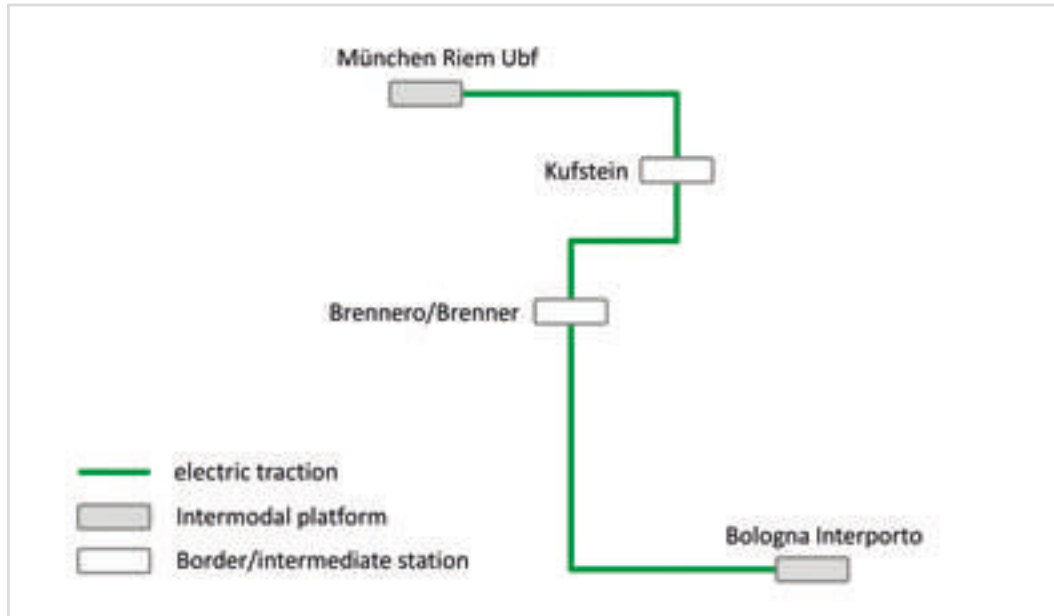 München Riem Ubf
Kufstein
Brennero/Brenner
electric traction
Intermodal platform
Border/intermediate station
Bologna Interporto